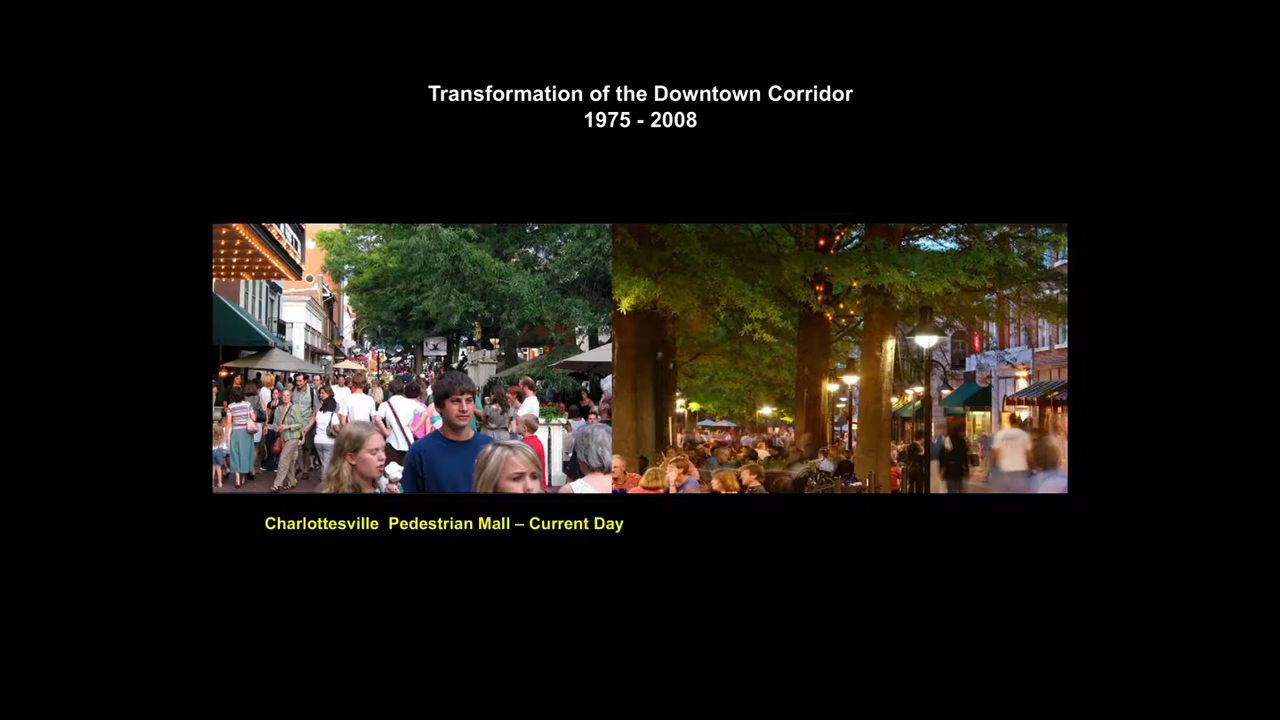 Transformation of the Downtown Corridor
1975 - 2008
Charlottesville Pedestrian Mall – Current Day